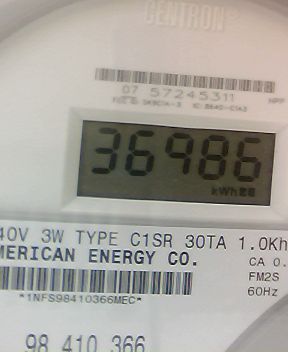 CENTRON®
07 57245311 NPF
36986
kWh
40V 3W TYPE C1SR 30TA 1.0Kh
MERICAN ENERGY CO. CA 0.
FM2S
*1NFS98410366MEC* 60Hz
98 410 366